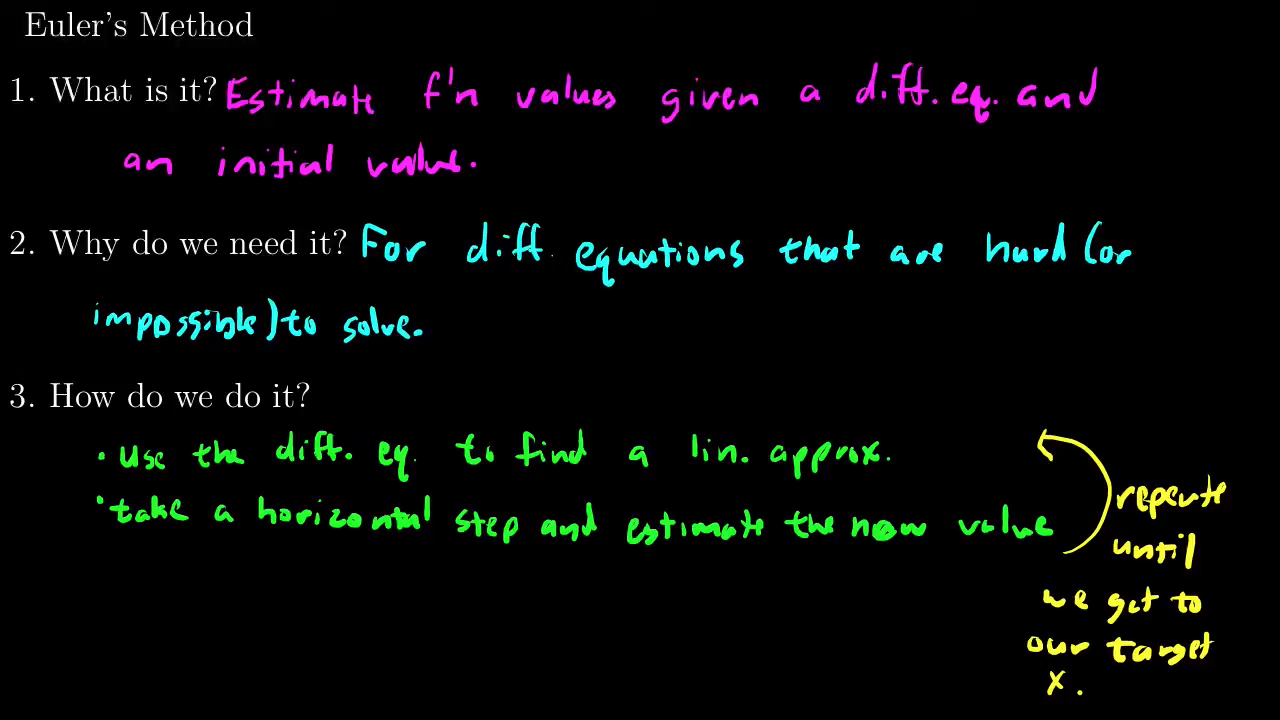 Euler's Method
1. What is it? Estimate f'n values given a diff. eq. and
an initial value.
2. Why do we need it? For diff. equations that are hard (or
impossible) to solve.
3. How do we do it?
• use the diff. eq. to find a lin. approx.
• take a horizontal step and estimate the new value
repeate
until
we get to
our target
x.